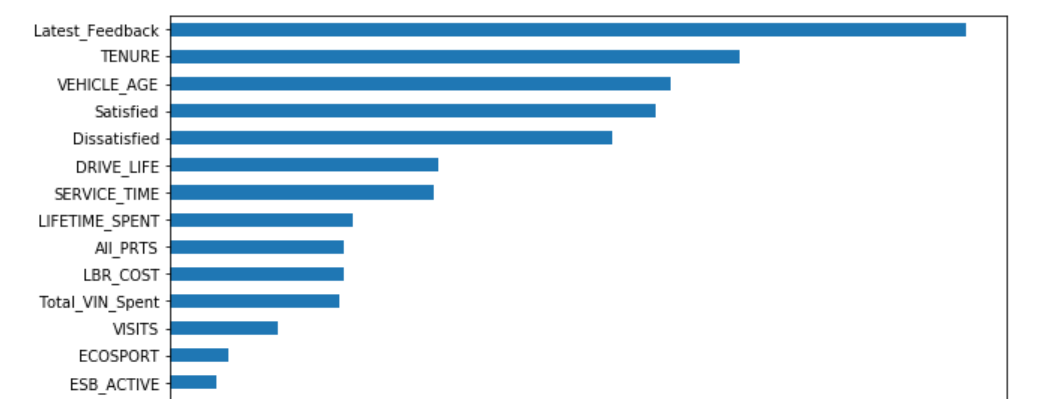 Latest_Feedback
TENURE
VEHICLE_AGE
Satisfied
Dissatisfied
DRIVE_LIFE
SERVICE_TIME
LIFETIME_SPENT
All_PRTS
LBR_COST
Total_VIN_Spent
VISITS
ECOSPORT
ESB_ACTIVE